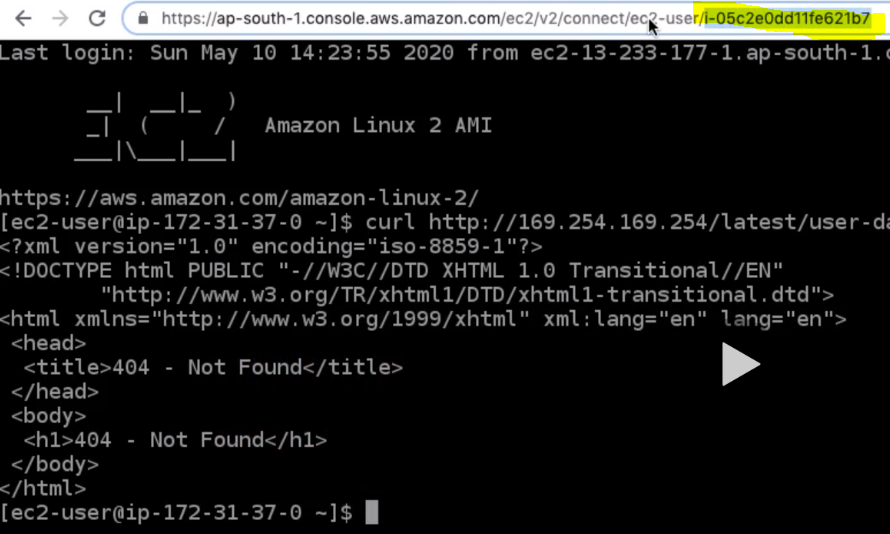 https://ap-south-1.console.aws.amazon.com/ec2/v2/connect/ec2-user/i-05c2e0dd11fe621b7
Last login: Sun May 10 14:23:55 2020 from ec2-13-233-177-1.ap-south-1.c
__| __|_ )
_| ( / Amazon Linux 2 AMI
___|\___|___|
https://aws.amazon.com/amazon-linux-2/
[ec2-user@ip-172-31-37-0 ~]$ curl http://169.254.169.254/latest/user-da
<?xml version="1.0" encoding="iso-8859-1"?>
<!DOCTYPE html PUBLIC "-//W3C//DTD XHTML 1.0 Transitional//EN"
"http://www.w3.org/TR/xhtml1/DTD/xhtml1-transitional.dtd">
<html xmlns="http://www.w3.org/1999/xhtml" xml:lang="en" lang="en">
<head>
<title>404 - Not Found</title>
</head>
<body>
<h1>404 - Not Found</h1>
</body>
</html>
[ec2-user@ip-172-31-37-0 ~]$